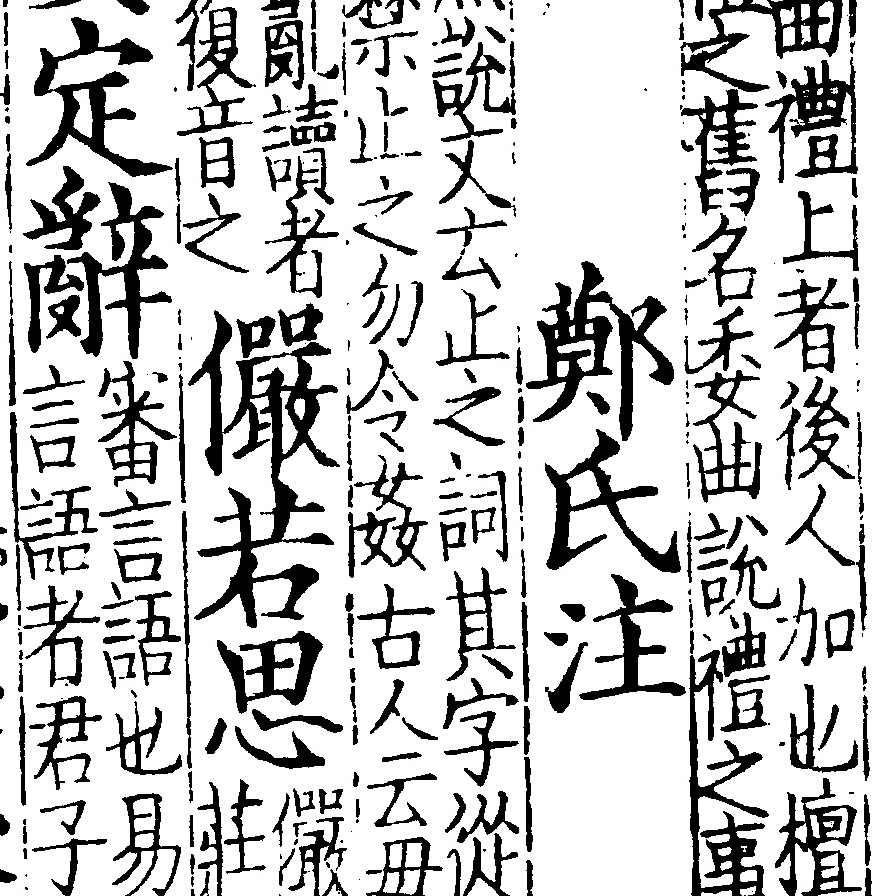 曲禮上者後人加也檀
之舊名委曲說禮之事
鄭氏注
說文云止之詞其字從
禁止之勿令姦古人云毋
亂讀者
復音之
儼若思
儼
莊
定辭
審言語也易
言語者君子